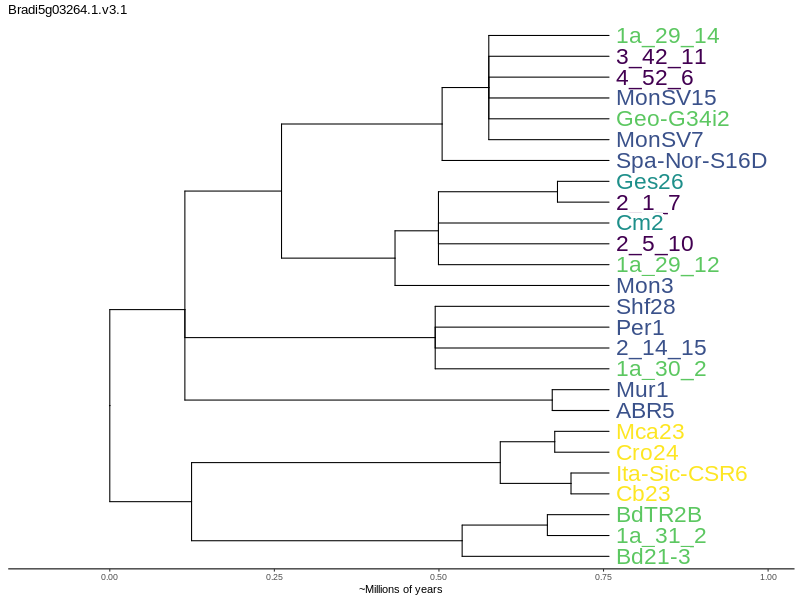 Bradi5g03264.1.v3.1
1a_29_14
3_42_11
4_52_6
MonSV15
Geo-G34i2
MonSV7
Spa-Nor-S16D
Ges26
2_1_7
Cm2
2_5_10
1a_29_12
Mon3
Shf28
Per1
2_14_15
1a_30_2
Mur1
ABR5
Mca23
Cro24
Ita-Sic-CSR6
Cb23
BdTR2B
1a_31_2
Bd21-3
0.00 0.25 0.50 0.75 1.00
~Millions of years